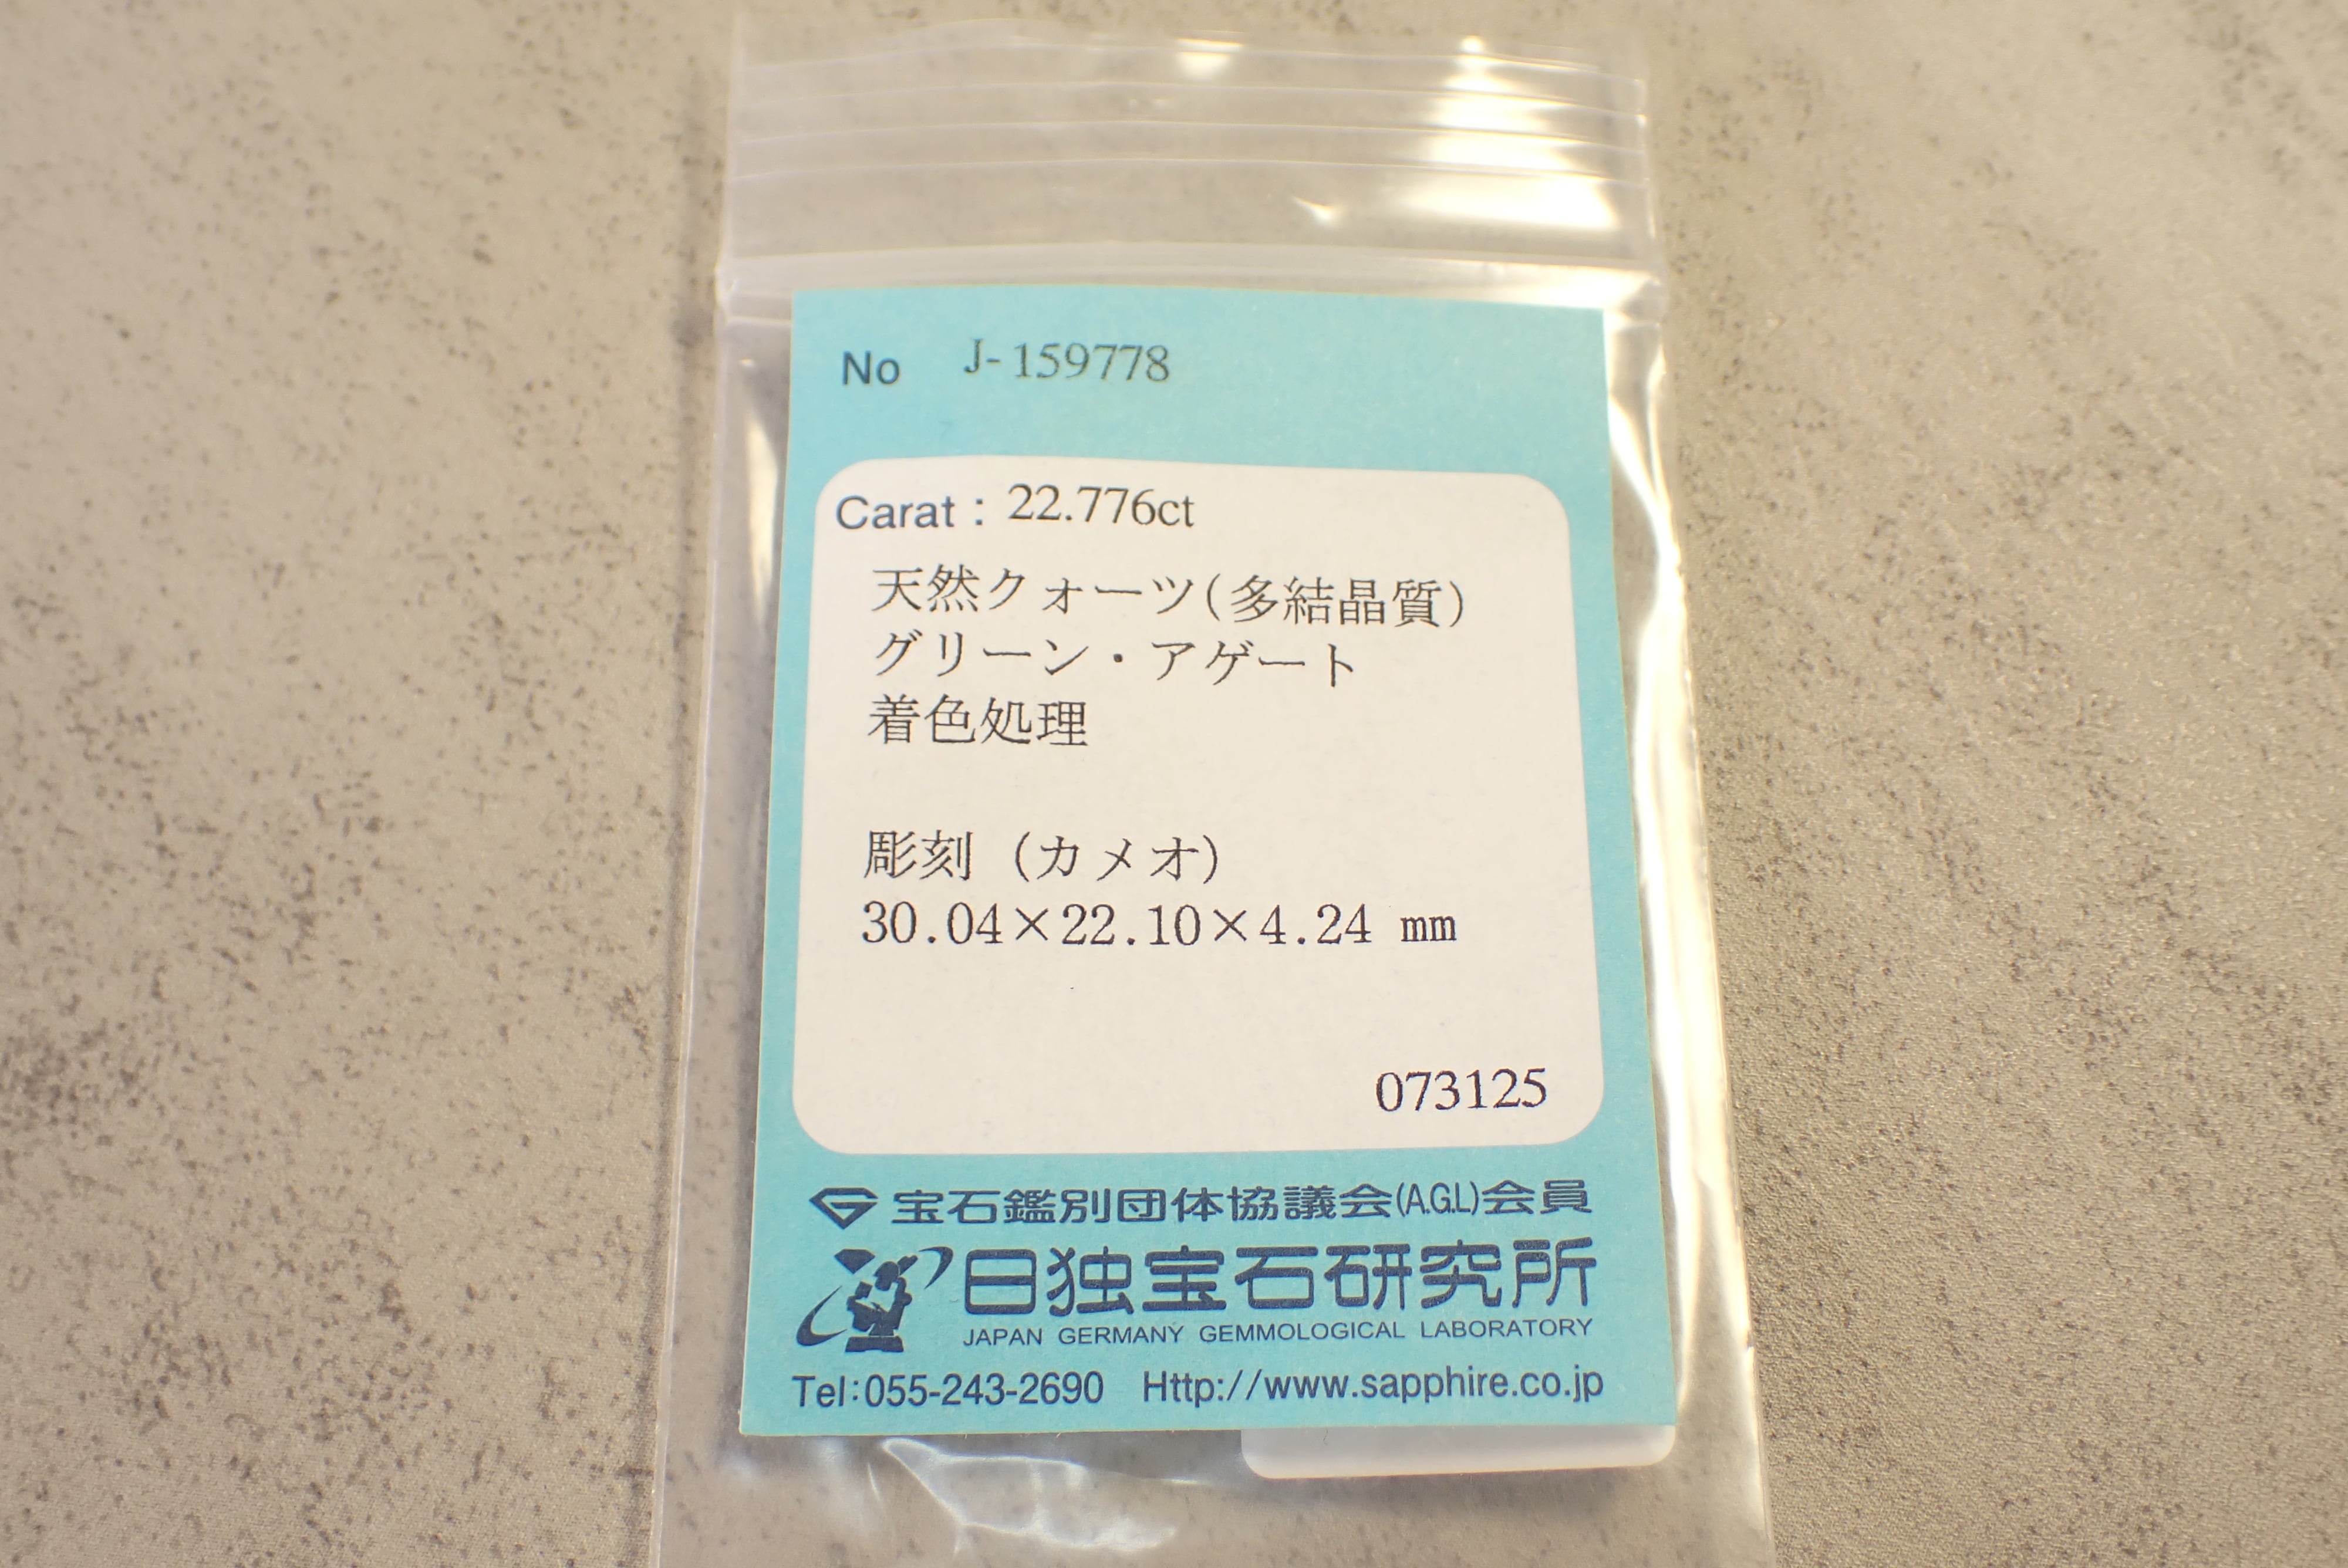 No J-159778
Carat : 22.776ct
天然クォーツ(多結晶質)
グリーン・アゲート
着色処理
彫刻 (カメオ)
30.04×22.10×4.24 mm
073125
宝石鑑別団体協議会(A.G.L)会員
日独宝石研究所
JAPAN GERMANY GEMMOLOGICAL LABORATORY
Tel:055-243-2690 Http://www.sapphire.co.jp